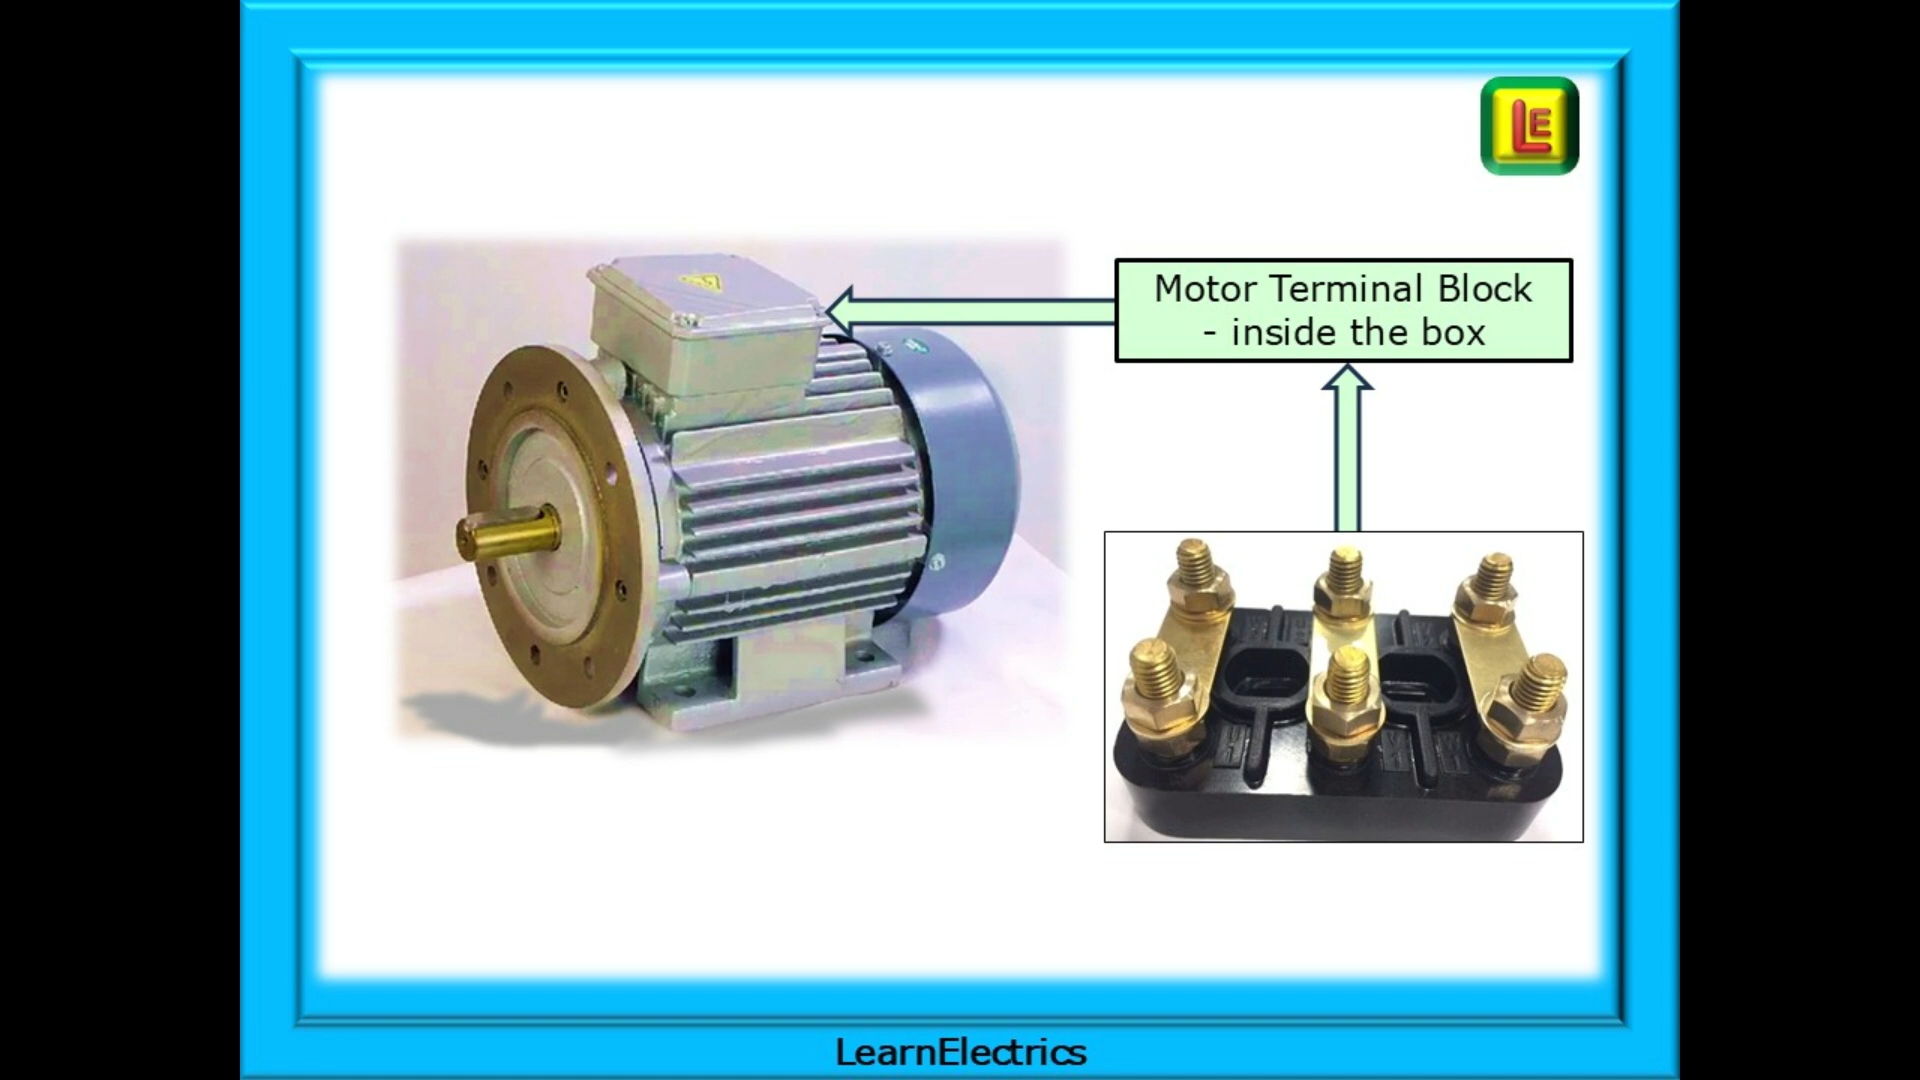 LE
Motor Terminal Block
- inside the box
LearnElectrics